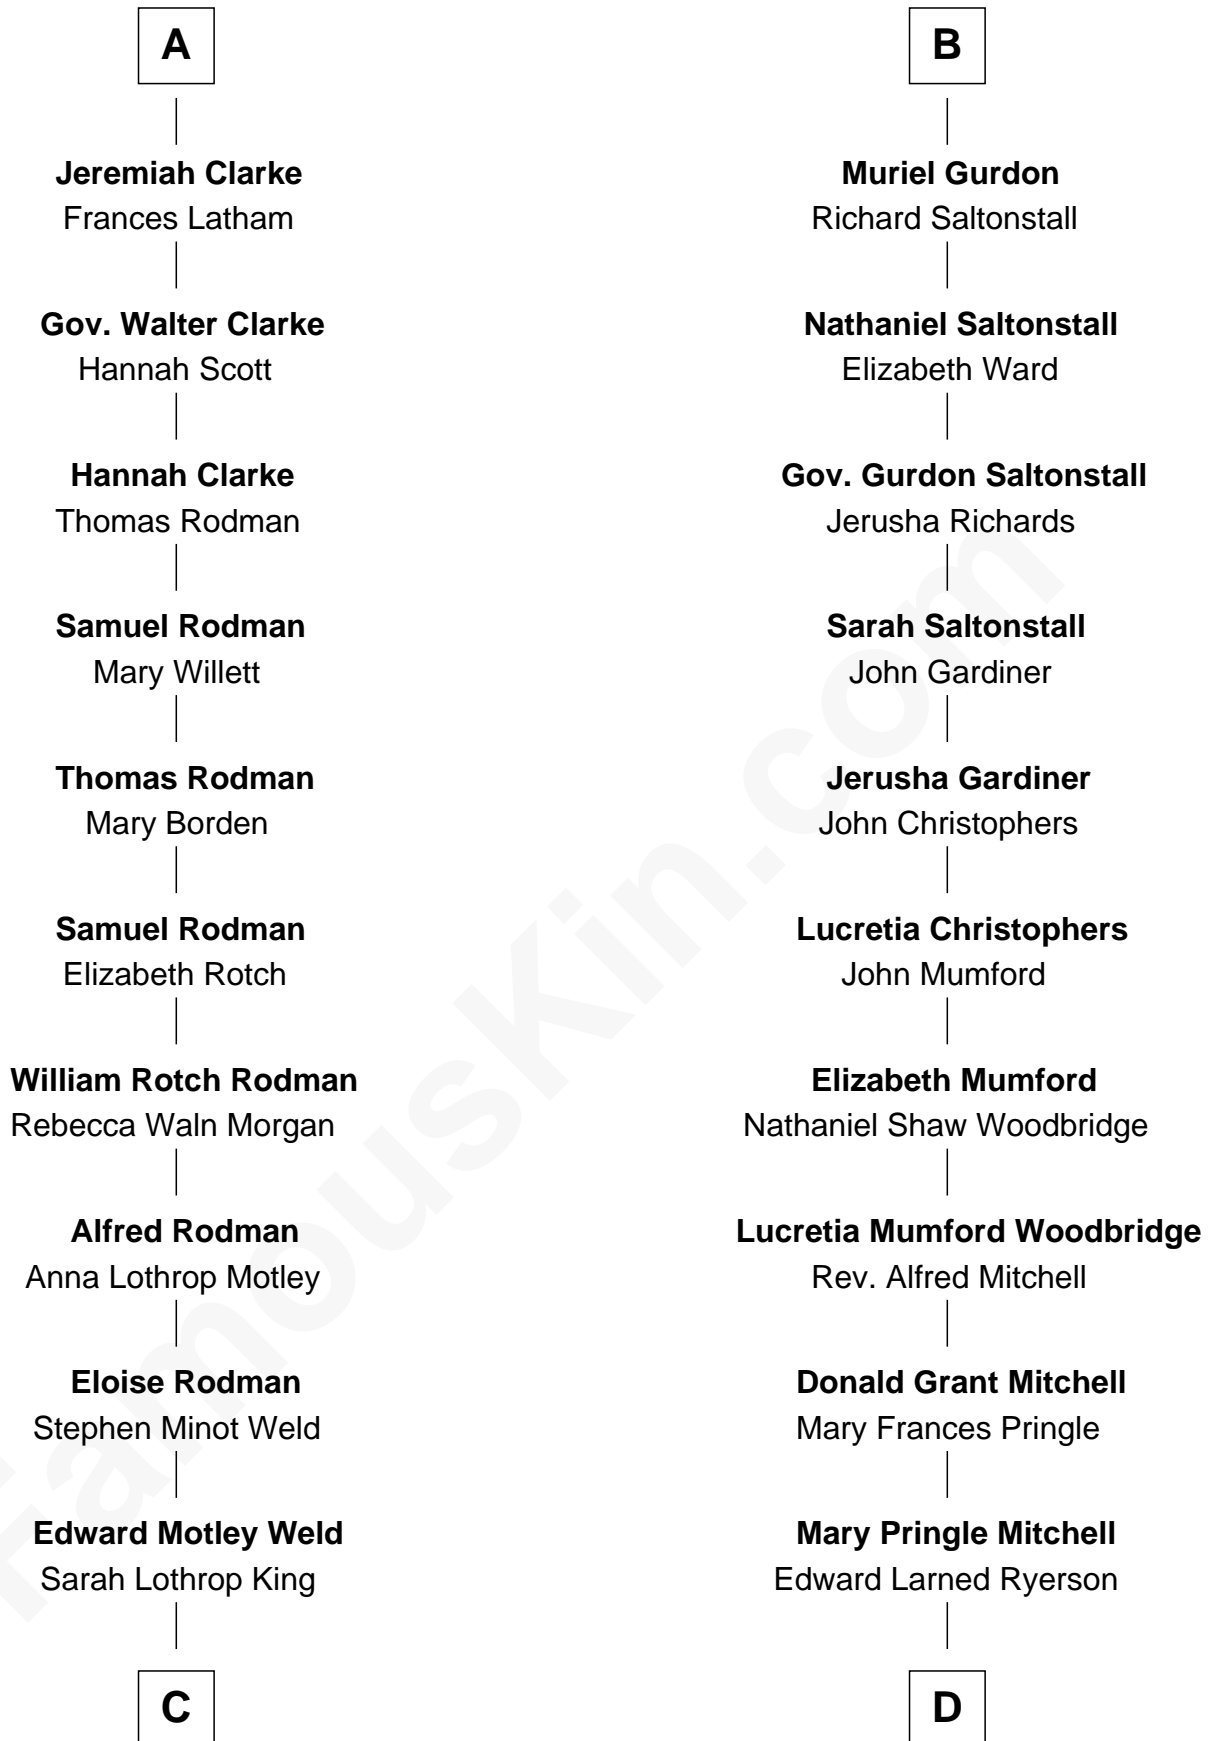 A
Jeremiah Clarke
Frances Latham
Gov. Walter Clarke
Hannah Scott
Hannah Clarke
Thomas Rodman
Samuel Rodman
Mary Willett
Thomas Rodman
Mary Borden
Samuel Rodman
Elizabeth Rotch
William Rotch Rodman
Rebecca Waln Morgan
Alfred Rodman
Anna Lothrop Motley
Eloise Rodman
Stephen Minot Weld
Edward Motley Weld
Sarah Lothrop King
C
B
Muriel Gurdon
Richard Saltonstall
Nathaniel Saltonstall
Elizabeth Ward
Gov. Gurdon Saltonstall
Jerusha Richards
Sarah Saltonstall
John Gardiner
Jerusha Gardiner
John Christophers
Lucretia Christophers
John Mumford
Elizabeth Mumford
Nathaniel Shaw Woodbridge
Lucretia Mumford Woodbridge
Rev. Alfred Mitchell
Donald Grant Mitchell
Mary Frances Pringle
Mary Pringle Mitchell
Edward Larned Ryerson
D
FamousKin.com